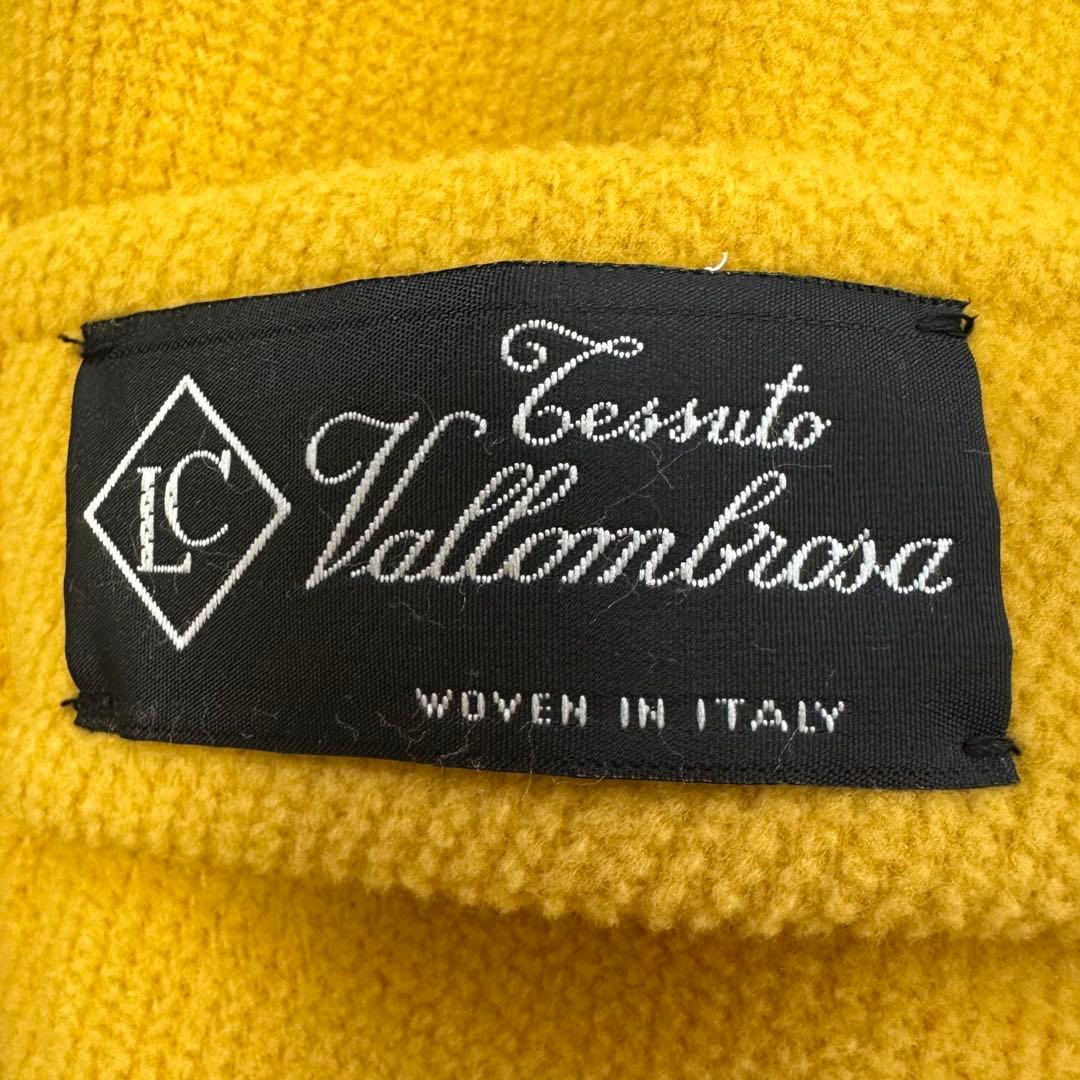 LC
Tessuto
Vallombrosa
WOVEN IN ITALY